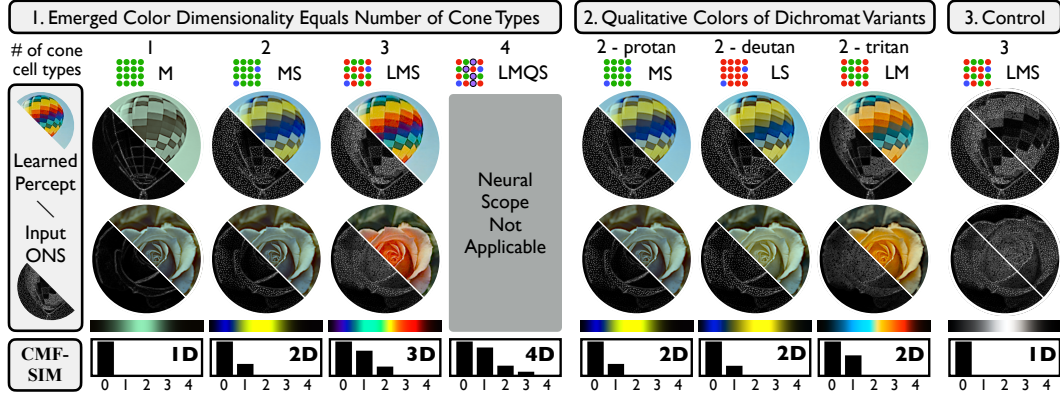 1. Emerged Color Dimensionality Equals Number of Cone Types
2. Qualitative Colors of Dichromat Variants
3. Control
# of cone
cell types
1
2
3
4
2 - protan
2 - deutan
2 - tritan
3
M
MS
LMS
LMQS
MS
LS
LM
LMS
Learned
Percept
Input
ONS
Neural
Scope
Not
Applicable
CMF-
SIM
1D
2D
3D
4D
2D
2D
2D
1D
0 1 2 3 4
0 1 2 3 4
0 1 2 3 4
0 1 2 3 4
0 1 2 3 4
0 1 2 3 4
0 1 2 3 4
0 1 2 3 4